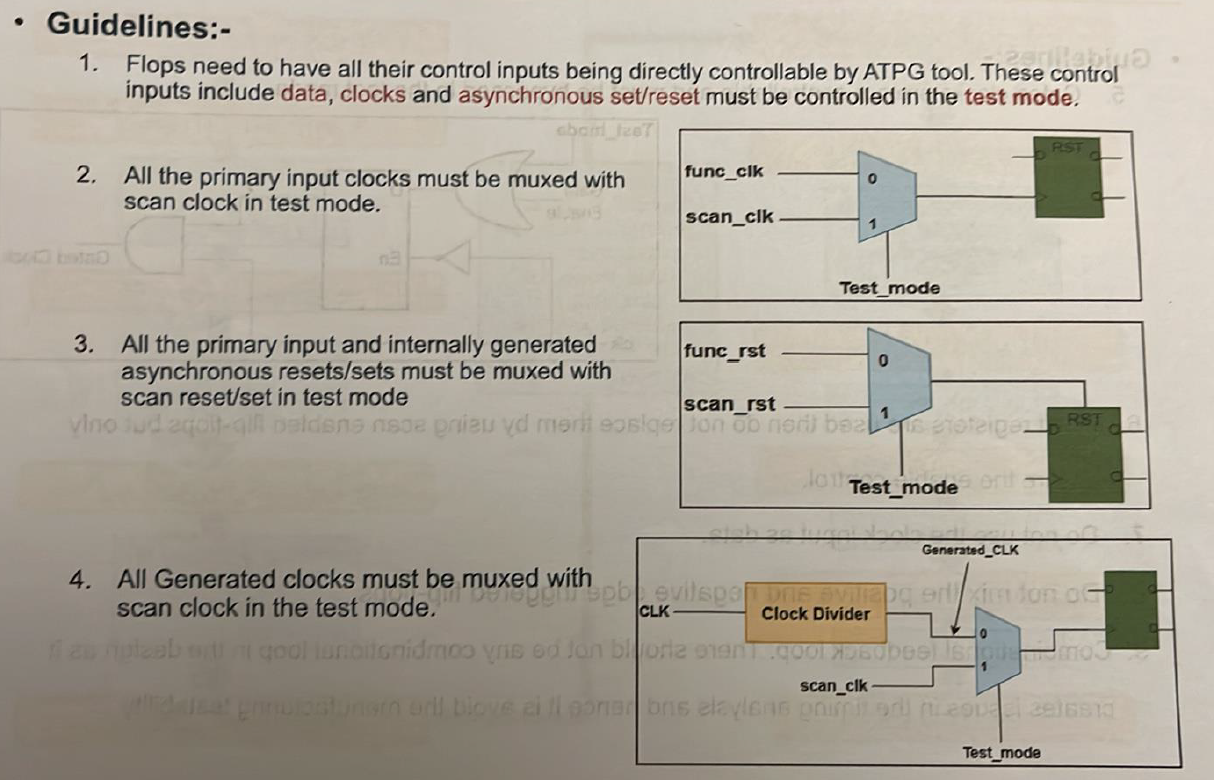 • Guidelines:-
1. Flops need to have all their control inputs being directly controllable by ATPG tool. These control
inputs include data, clocks and asynchronous set/reset must be controlled in the test mode.
2. All the primary input clocks must be muxed with
scan clock in test mode.
func_clk
scan_clk
0
1
Test_mode
RST
3. All the primary input and internally generated
asynchronous resets/sets must be muxed with
scan reset/set in test mode
func_rst
scan_rst
0
1
Test_mode
RST
4. All Generated clocks must be muxed with
scan clock in the test mode.
Generated_CLK
CLK
Clock Divider
0
1
scan_clk
Test_mode